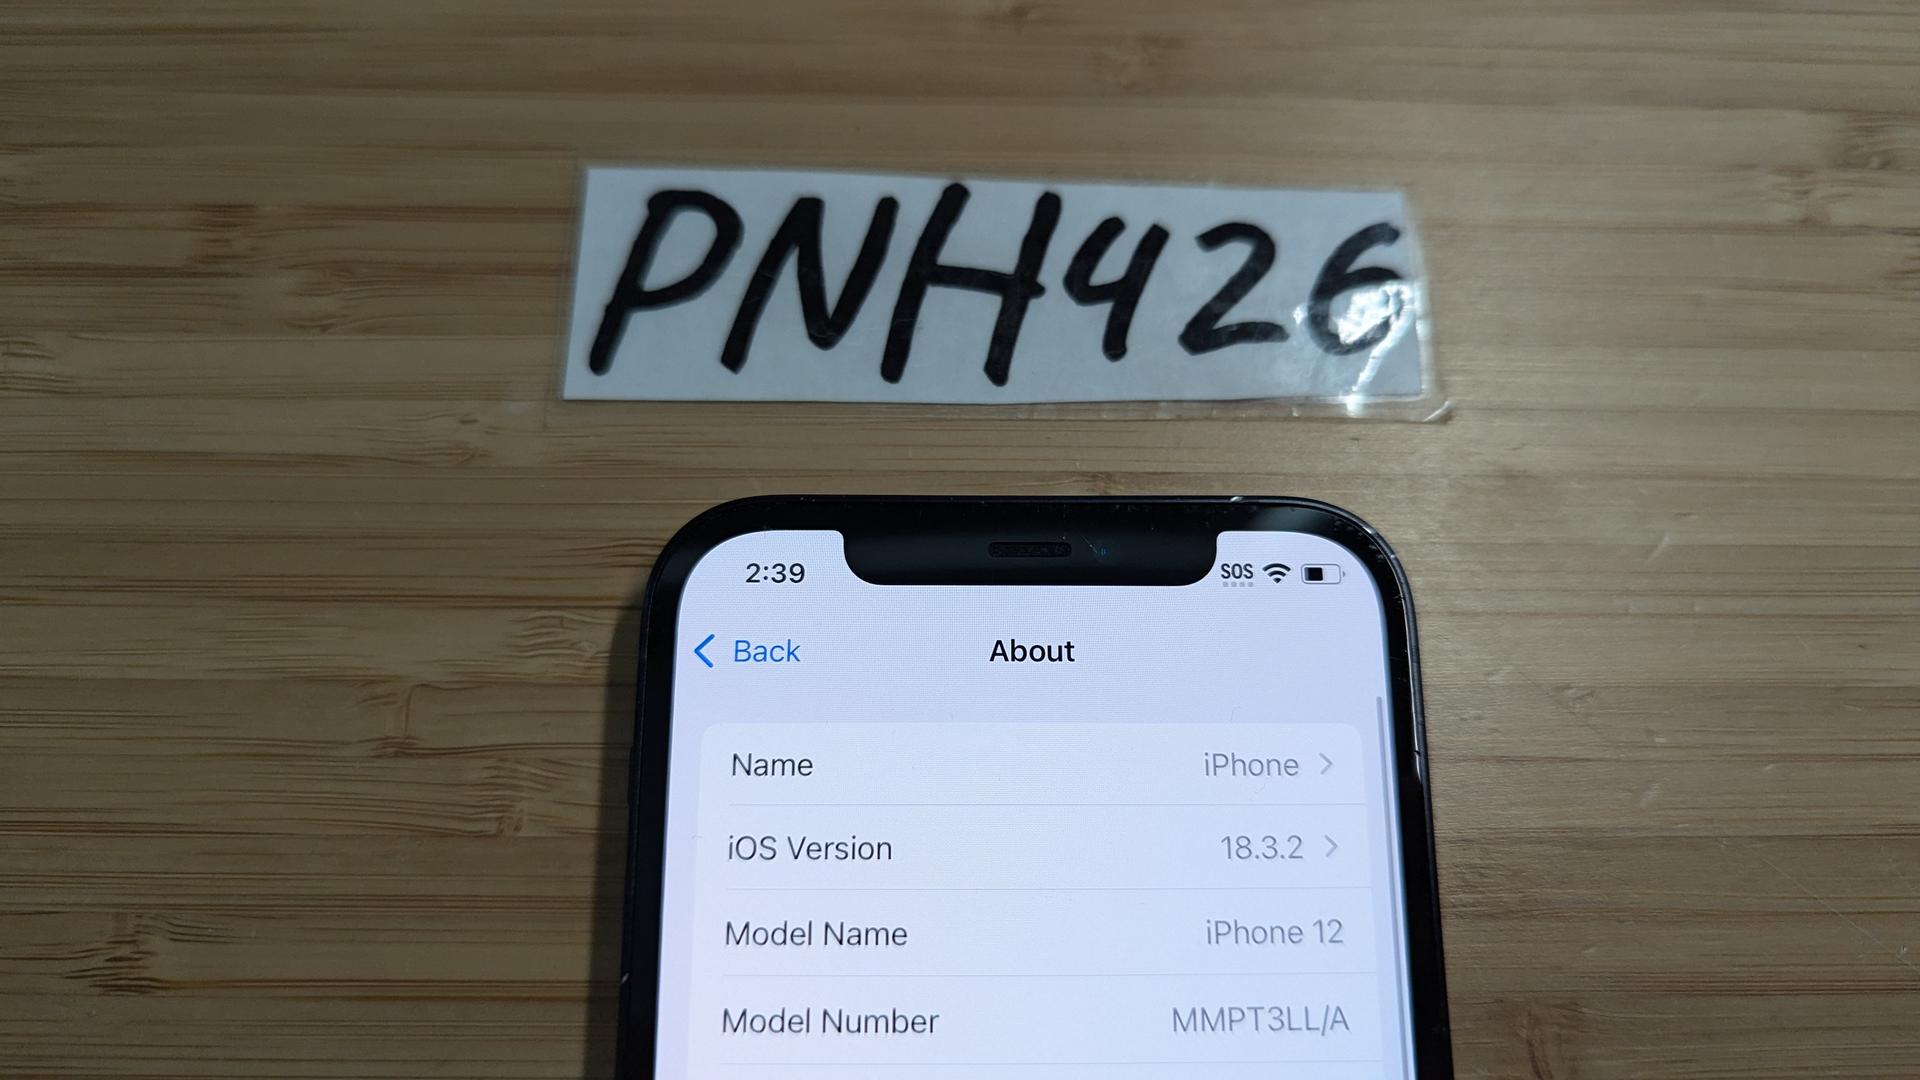 PNH426
2:39 SOS
Back About
Name iPhone
iOS Version 18.3.2
Model Name iPhone 12
Model Number MMPT3LL/A